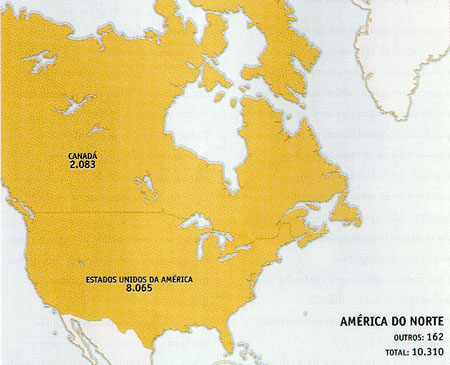 CANADÁ
2.083
ESTADOS UNIDOS DA AMÉRICA
8.065
AMÉRICA DO NORTE
OUTROS: 162
TOTAL: 10.310